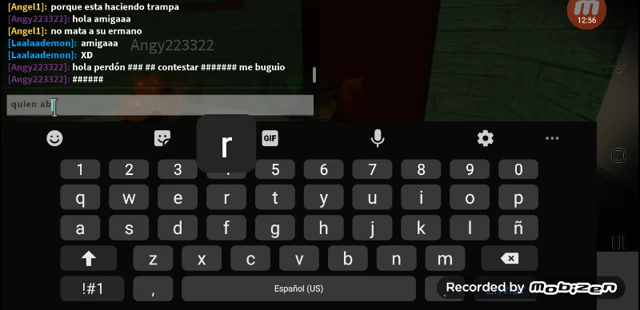 [Angel1]: porque esta haciendo trampa
[Angy223322]: hola amigaaa
[Angel1]: no mata a su ermano
[Laalaademon]: amigaaa
Angy223322
[Laalaademon]: XD
[Angy223322]: hola perdón ### ## contestar ####### me buguio
[Angy223322]: ######
12:56
quien ab
GIF
r
1 2 3 5 6 7 8 9 0
q w e r t y u i o p
a s d f g h j k l ñ
z x c v b n m
!#1 , Español (US) .
Recorded by mobizen